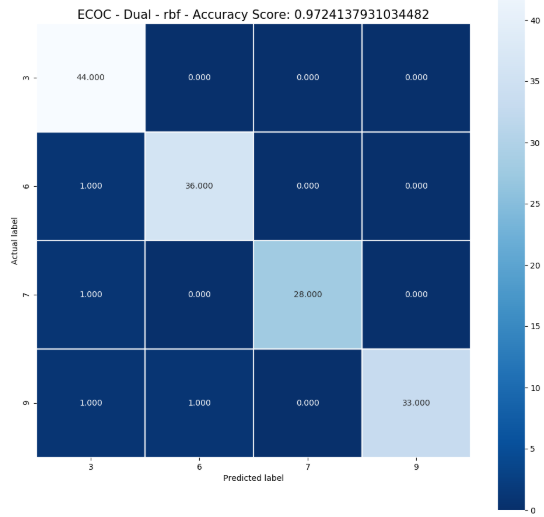 ECOC - Dual - rbf - Accuracy Score: 0.9724137931034482
3 44.000 0.000 0.000 0.000
6 1.000 36.000 0.000 0.000
7 1.000 0.000 28.000 0.000
9 1.000 1.000 0.000 33.000
Actual label
3 6 7 9
Predicted label
40
35
30
25
20
15
10
5
0